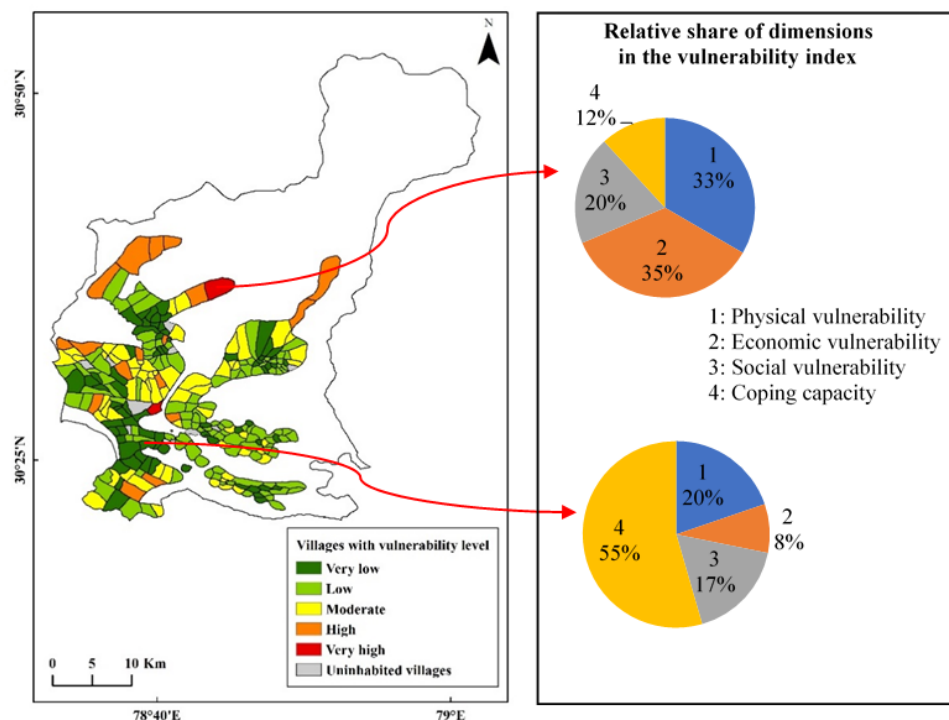 N
30°50'N
30°25'N
Villages with vulnerability level
Very low
Low
Moderate
High
Very high
Uninhabited villages
0 5 10 Km
78°40'E
79°E
Relative share of dimensions
in the vulnerability index
4
12%
1
33%
3
20%
2
35%
1: Physical vulnerability
2: Economic vulnerability
3: Social vulnerability
4: Coping capacity
1
20%
2
8%
4
55%
3
17%